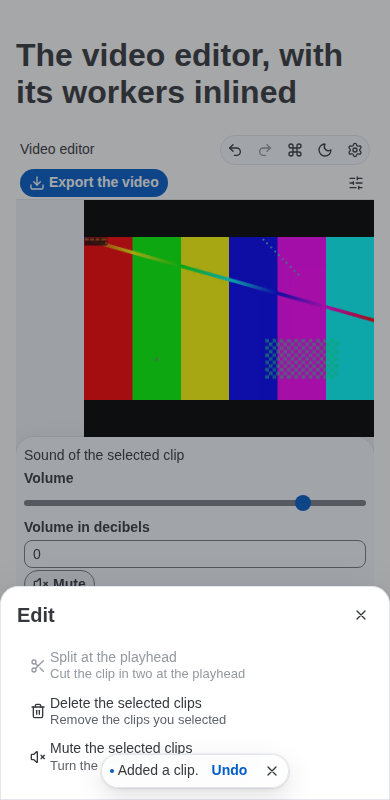 The video editor, with
its workers inlined
Video editor
Export the video
Sound of the selected clip
Volume
Volume in decibels
0
Mute
Edit
Split at the playhead
Cut the clip in two at the playhead
Delete the selected clips
Remove the clips you selected
Mute the selected clips
Turn the
Added a clip. Undo